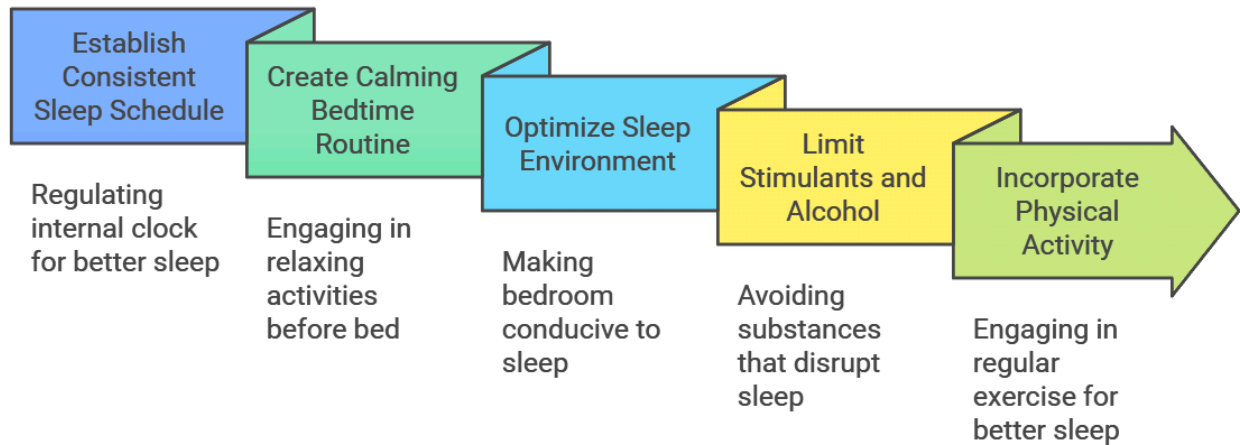 Establish
Consistent
Sleep Schedule
Regulating
internal clock
for better sleep
Create Calming
Bedtime
Routine
Engaging in
relaxing
activities
before bed
Optimize Sleep
Environment
Making
bedroom
conducive to
sleep
Limit
Stimulants and
Alcohol
Avoiding
substances
that disrupt
sleep
Incorporate
Physical
Activity
Engaging in
regular
exercise for
better sleep